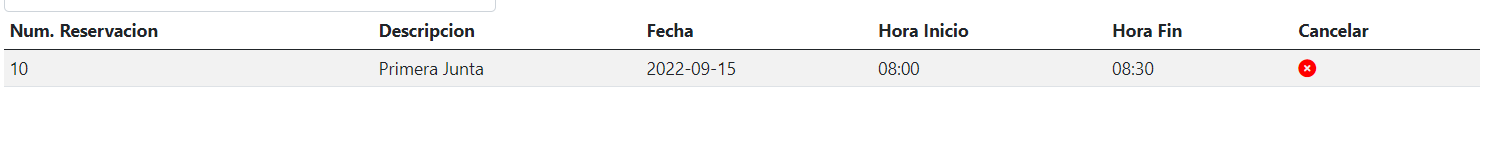 Num. Reservacion Descripcion Fecha Hora Inicio Hora Fin Cancelar
10 Primera Junta 2022-09-15 08:00 08:30